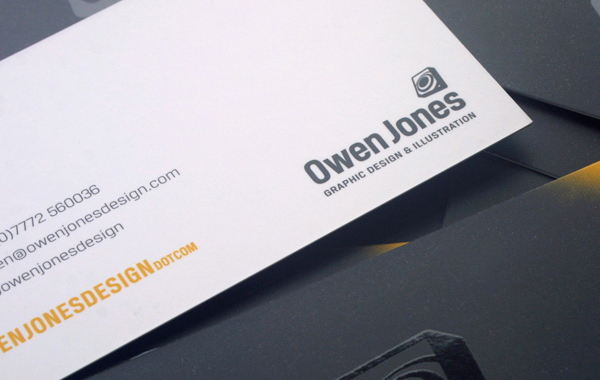 Owen Jones
GRAPHIC DESIGN & ILLUSTRATION
0)7772 560036
en@owenjonesdesign.com
owenjonesdesign
ENJONESDESIGNDOTCOM